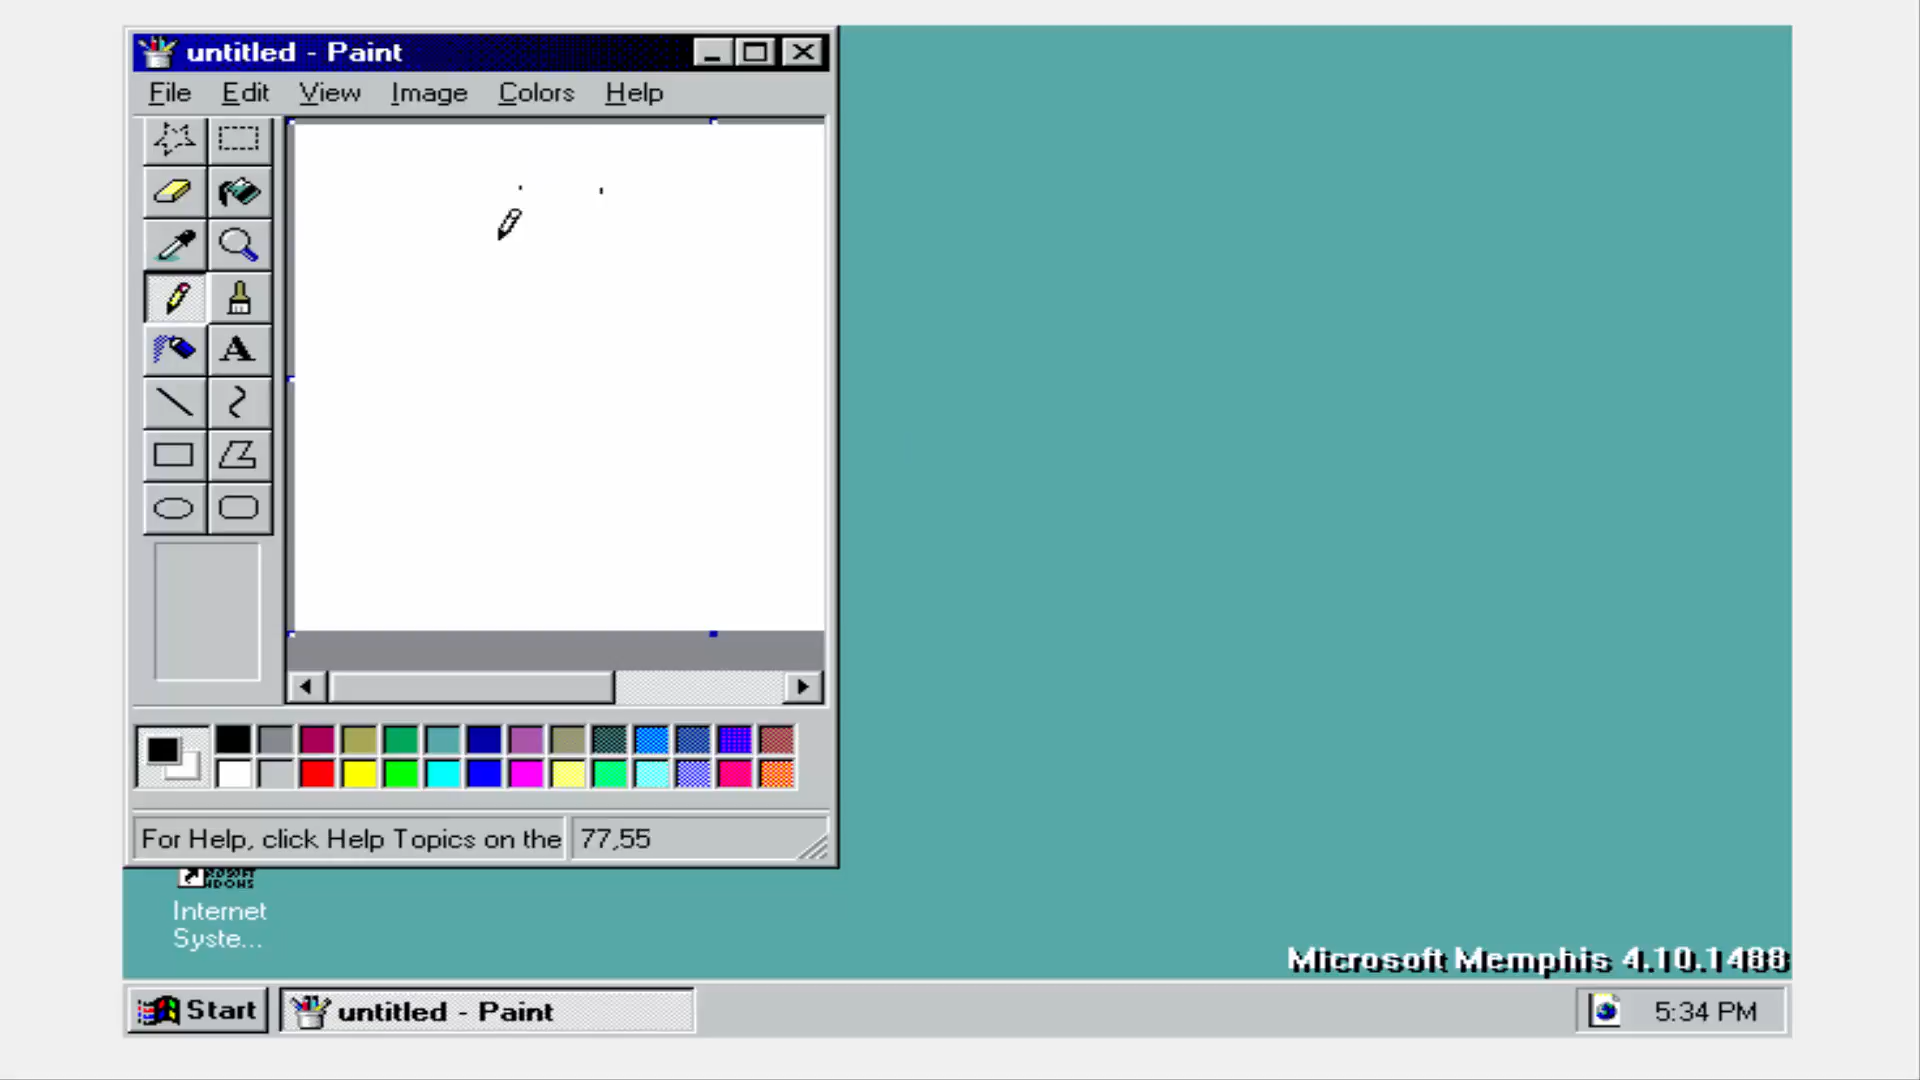 untitled - Paint
File Edit View Image Colors Help
A
For Help, click Help Topics on the
77,55
Internet
Syste...
Microsoft Memphis 4.10.1488
Start
untitled - Paint
5:34 PM